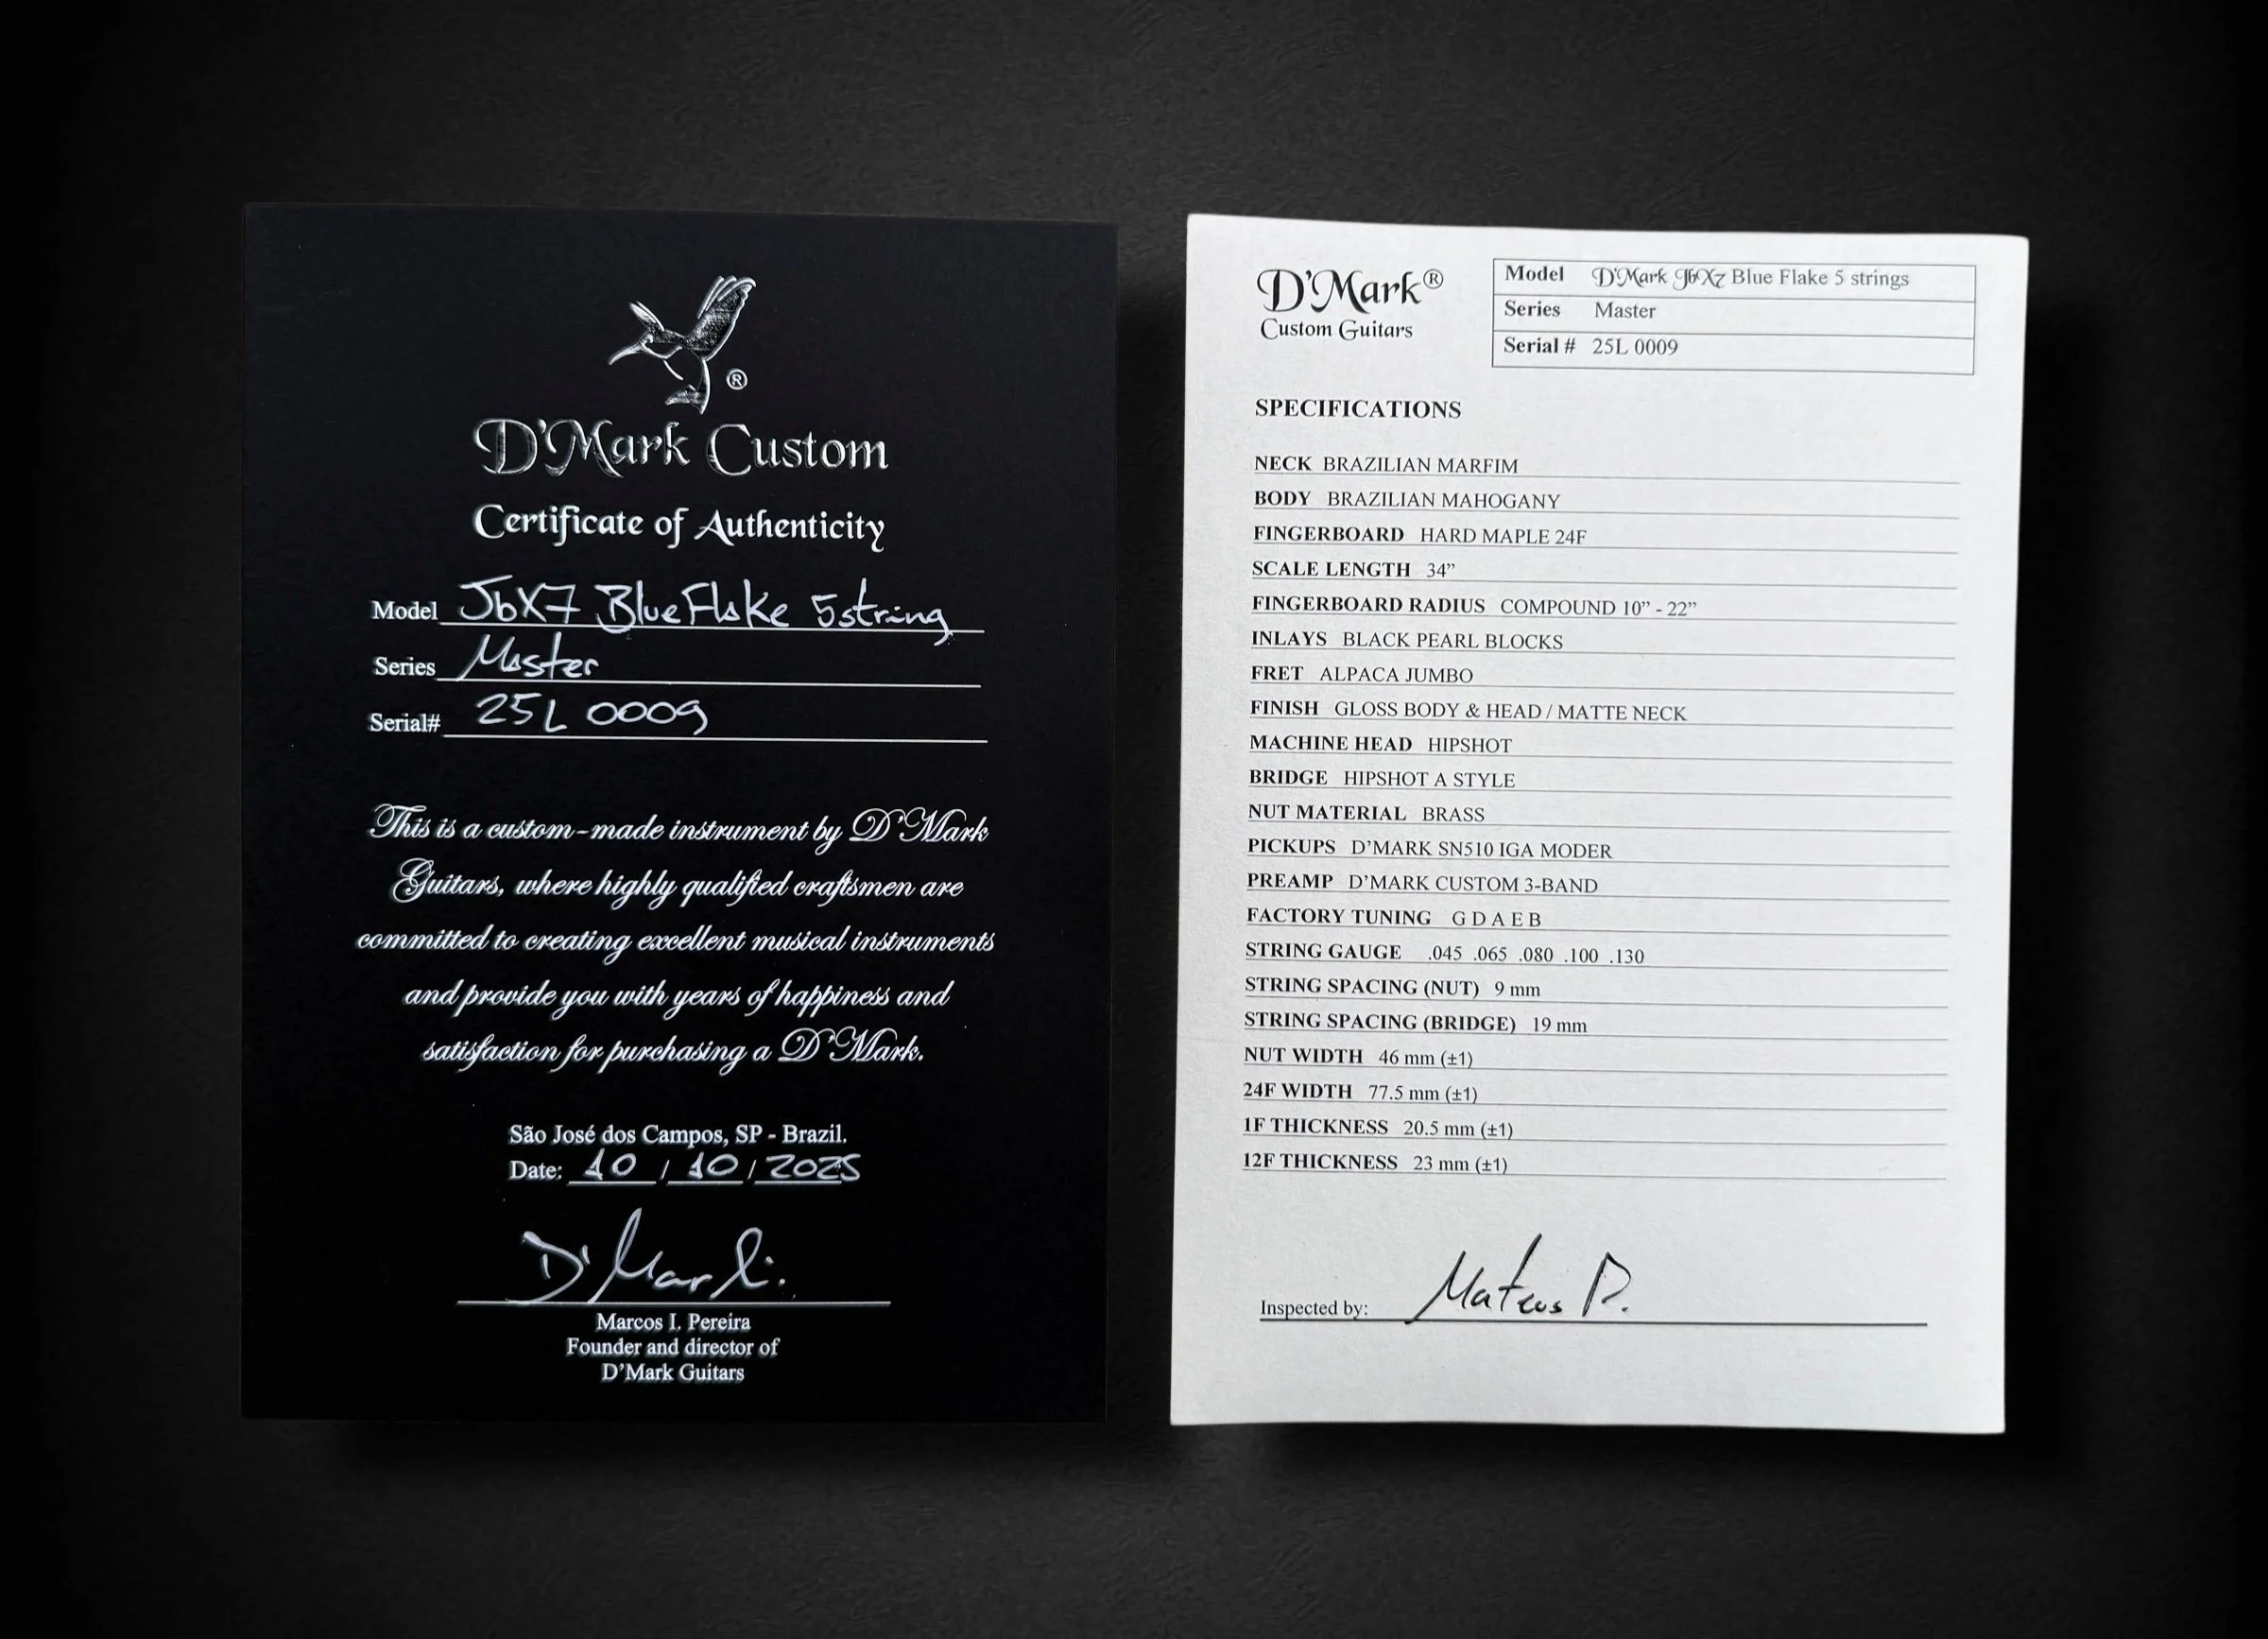 ®
D'Mark Custom
Certificate of Authenticity
Model JbX7 Blue Flake 5string
Series Master
Serial# 25L 0009
This is a custom-made instrument by D'Mark
Guitars, where highly qualified craftsmen are
committed to creating excellent musical instruments
and provide you with years of happiness and
satisfaction for purchasing a D'Mark.
São José dos Campos, SP - Brazil.
Date: 10 / 10 / 2025
D'Mark.
Marcos I. Pereira
Founder and director of
D'Mark Guitars
D'Mark®
Custom Guitars
Model D'Mark JbX7 Blue Flake 5 strings
Series Master
Serial # 25L 0009
SPECIFICATIONS
NECK BRAZILIAN MARFIM
BODY BRAZILIAN MAHOGANY
FINGERBOARD HARD MAPLE 24F
SCALE LENGTH 34”
FINGERBOARD RADIUS COMPOUND 10” - 22”
INLAYS BLACK PEARL BLOCKS
FRET ALPACA JUMBO
FINISH GLOSS BODY & HEAD / MATTE NECK
MACHINE HEAD HIPSHOT
BRIDGE HIPSHOT A STYLE
NUT MATERIAL BRASS
PICKUPS D'MARK SN510 IGA MODER
PREAMP D'MARK CUSTOM 3-BAND
FACTORY TUNING G D A E B
STRING GAUGE .045 .065 .080 .100 .130
STRING SPACING (NUT) 9 mm
STRING SPACING (BRIDGE) 19 mm
NUT WIDTH 46 mm (±1)
24F WIDTH 77.5 mm (±1)
1F THICKNESS 20.5 mm (±1)
12F THICKNESS 23 mm (±1)
Inspected by: Mateus P.